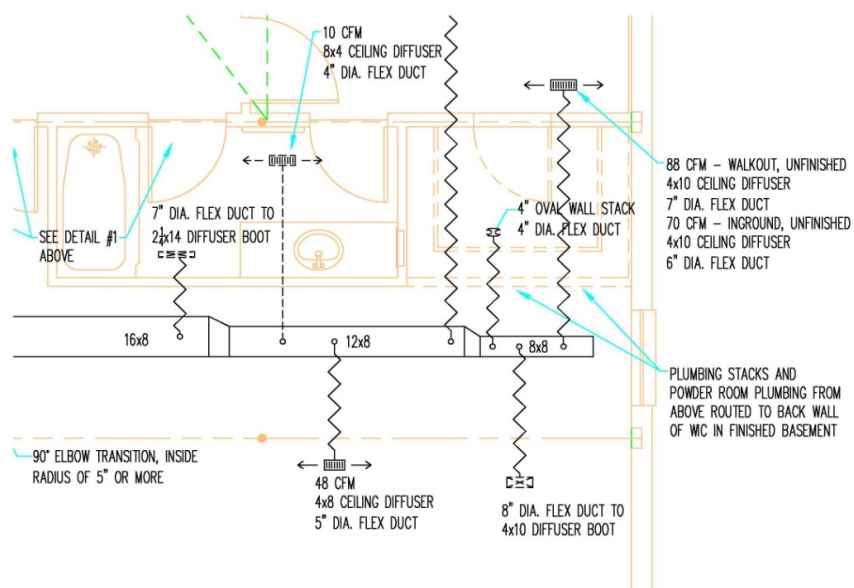 10 CFM
8x4 CEILING DIFFUSER
4" DIA. FLEX DUCT
88 CFM – WALKOUT, UNFINISHED
4x10 CEILING DIFFUSER
7" DIA. FLEX DUCT
70 CFM – INGROUND, UNFINISHED
4x10 CEILING DIFFUSER
6" DIA. FLEX DUCT
7" DIA. FLEX DUCT TO
2¼x14 DIFFUSER BOOT
4" OVAL WALL STACK
4" DIA. FLEX DUCT
SEE DETAIL #1
ABOVE
16x8
12x8
8x8
PLUMBING STACKS AND
POWDER ROOM PLUMBING FROM
ABOVE ROUTED TO BACK WALL
OF WIC IN FINISHED BASEMENT
90° ELBOW TRANSITION, INSIDE
RADIUS OF 5" OR MORE
48 CFM
4x8 CEILING DIFFUSER
5" DIA. FLEX DUCT
8" DIA. FLEX DUCT TO
4x10 DIFFUSER BOOT